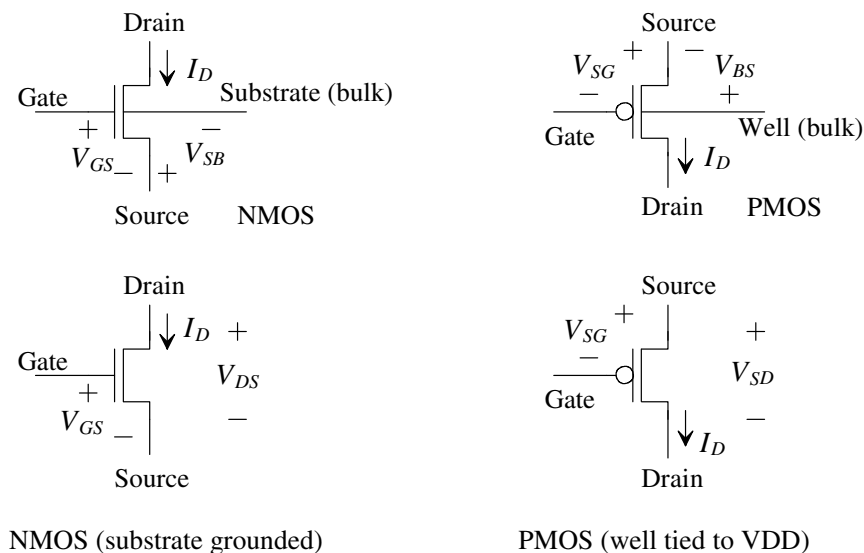 Drain
I_D
Gate
Substrate (bulk)
+
−
V_GS
V_SB
− +
Source NMOS
Source
+ −
V_SG
V_BS
− +
Gate
Well (bulk)
I_D
Drain PMOS
Drain
I_D
+
Gate
V_DS
+
V_GS
−
−
Source
NMOS (substrate grounded)
Source
V_SG
+
+
−
V_SD
Gate
−
I_D
Drain
PMOS (well tied to VDD)